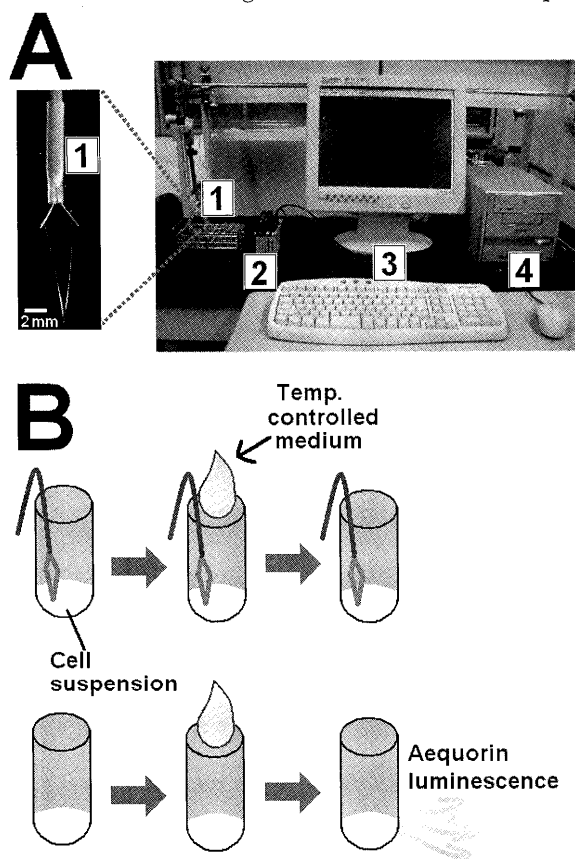 A
1
2 mm
1
2
3
4
B
Temp.
controlled
medium
Cell
suspension
Aequorin
luminescence